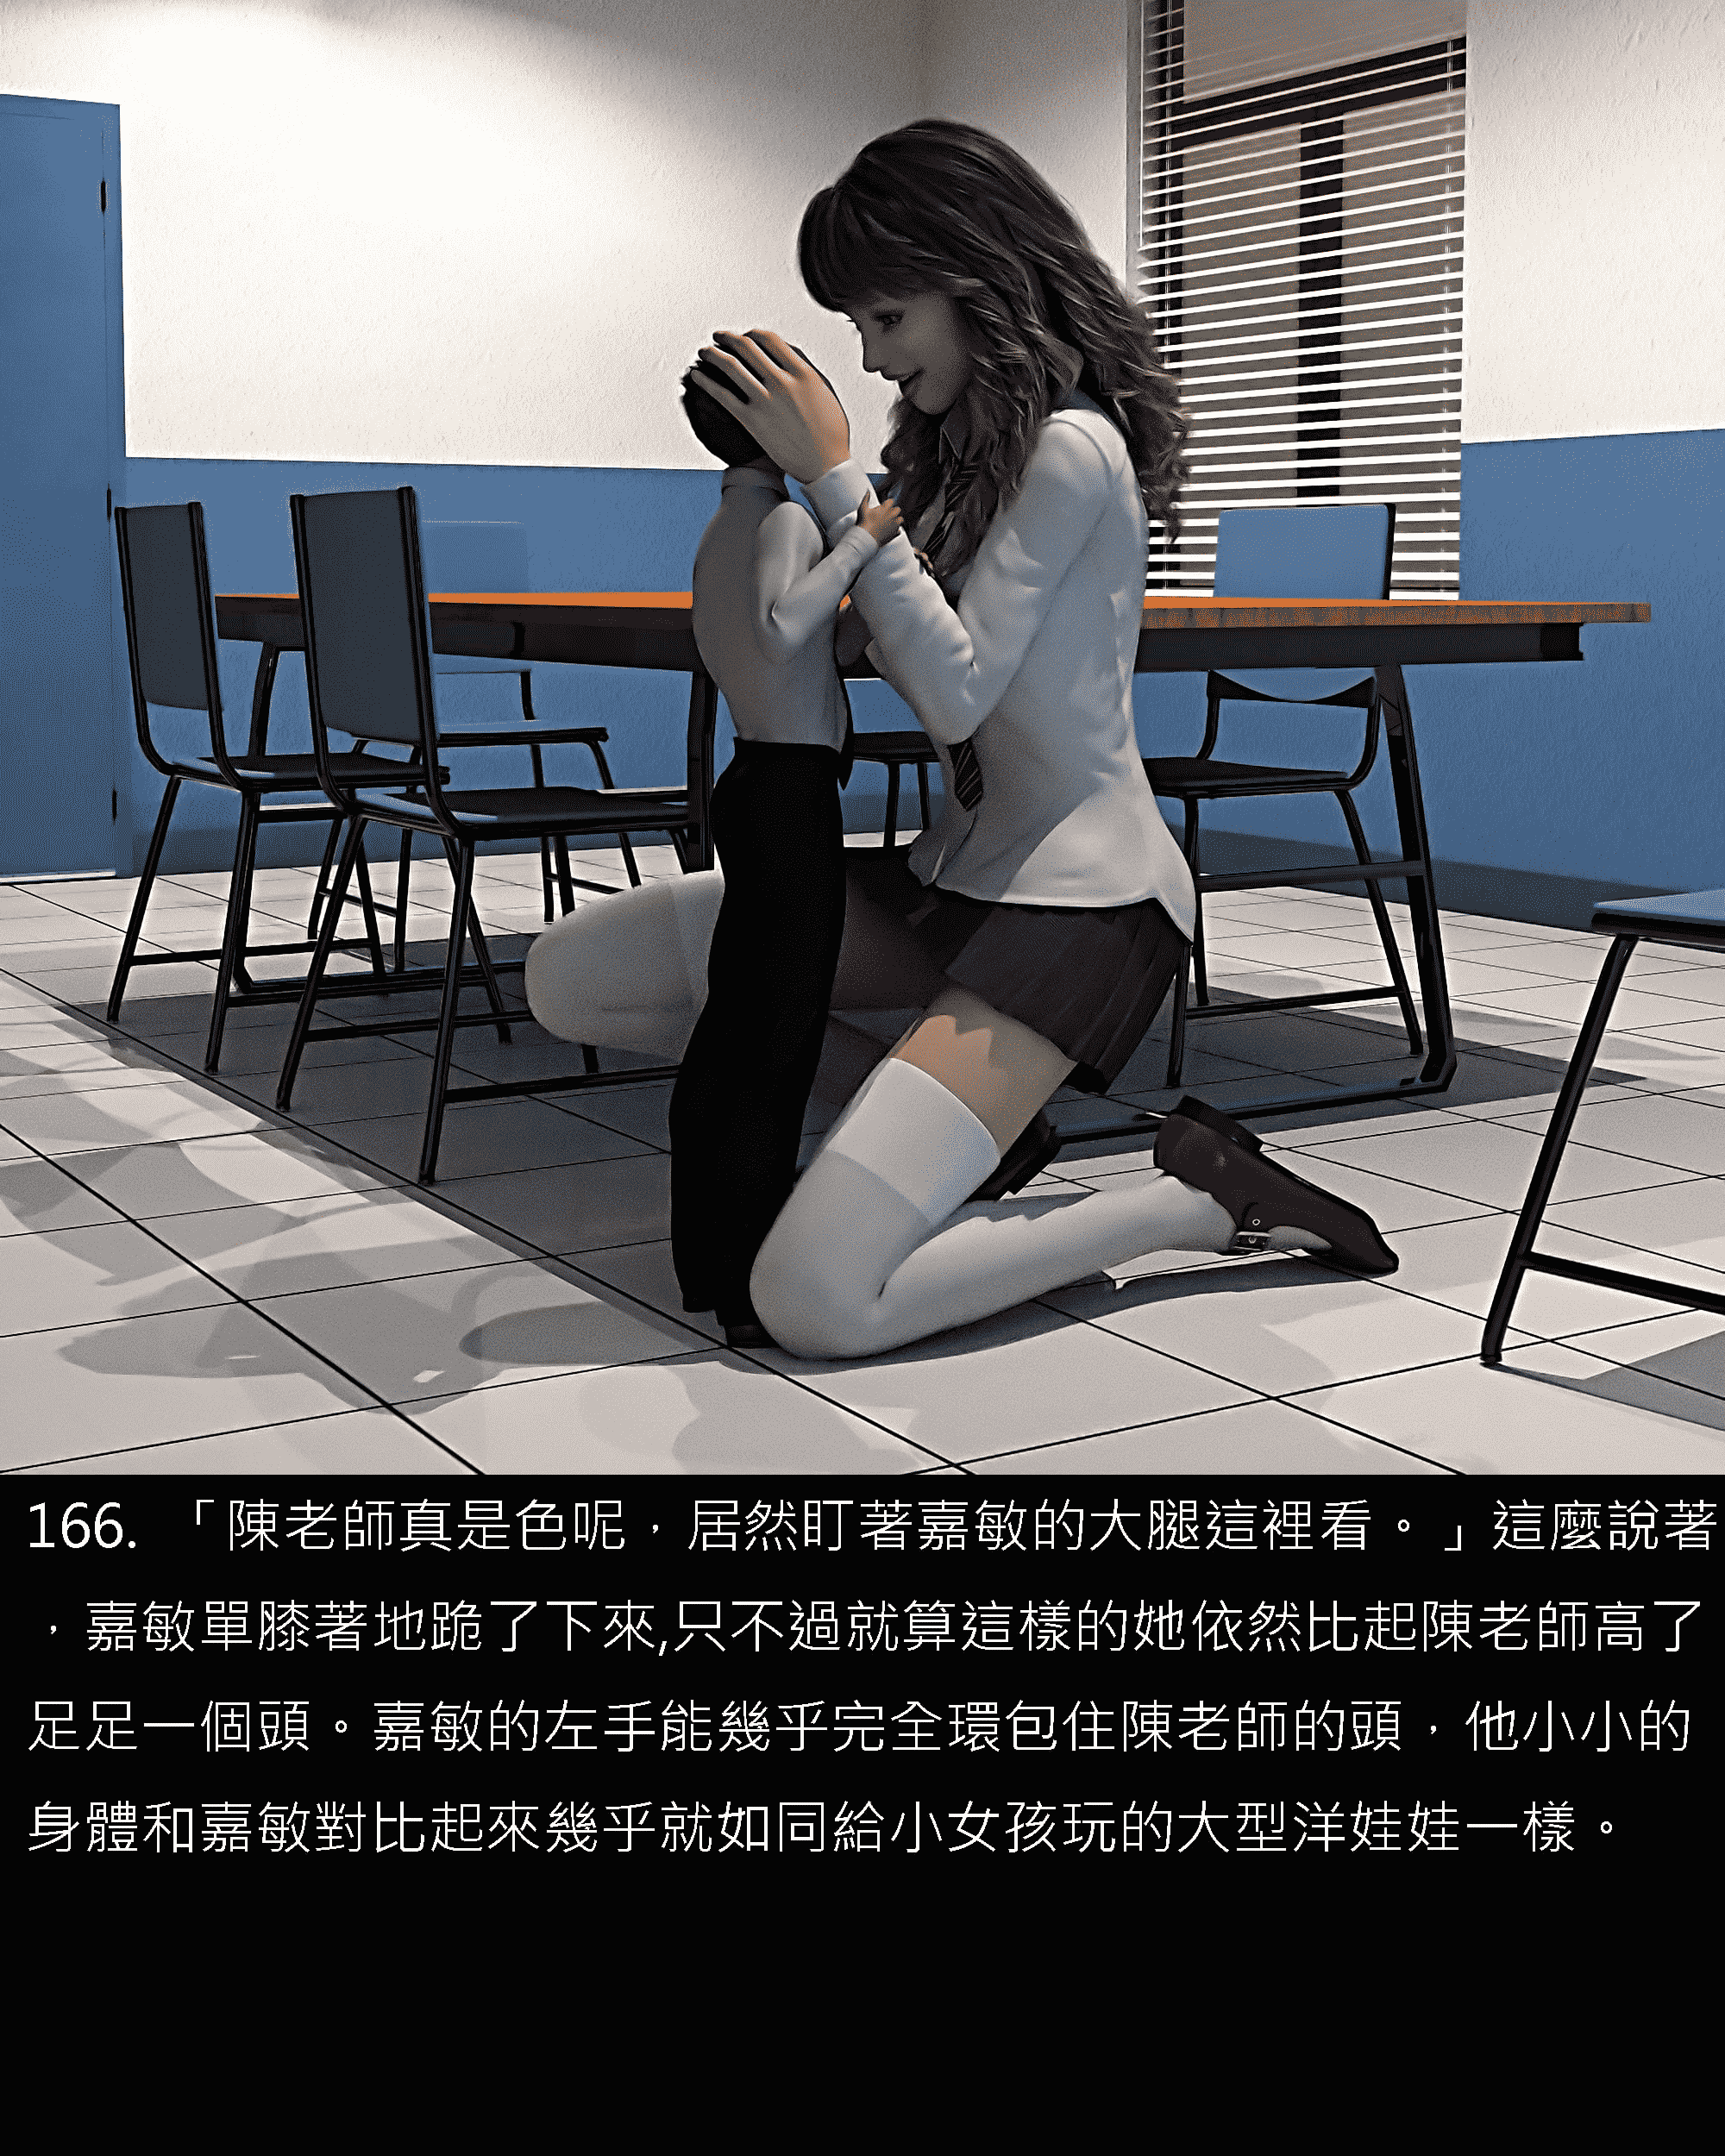 166. 「陳老師真是色呢，居然盯著嘉敏的大腿這裡看。」這麼說著
，嘉敏單膝著地跪了下來,只不過就算這樣的她依然比起陳老師高了
足足一個頭。嘉敏的左手能幾乎完全環包住陳老師的頭，他小小的
身體和嘉敏對比起來幾乎就如同給小女孩玩的大型洋娃娃一樣。